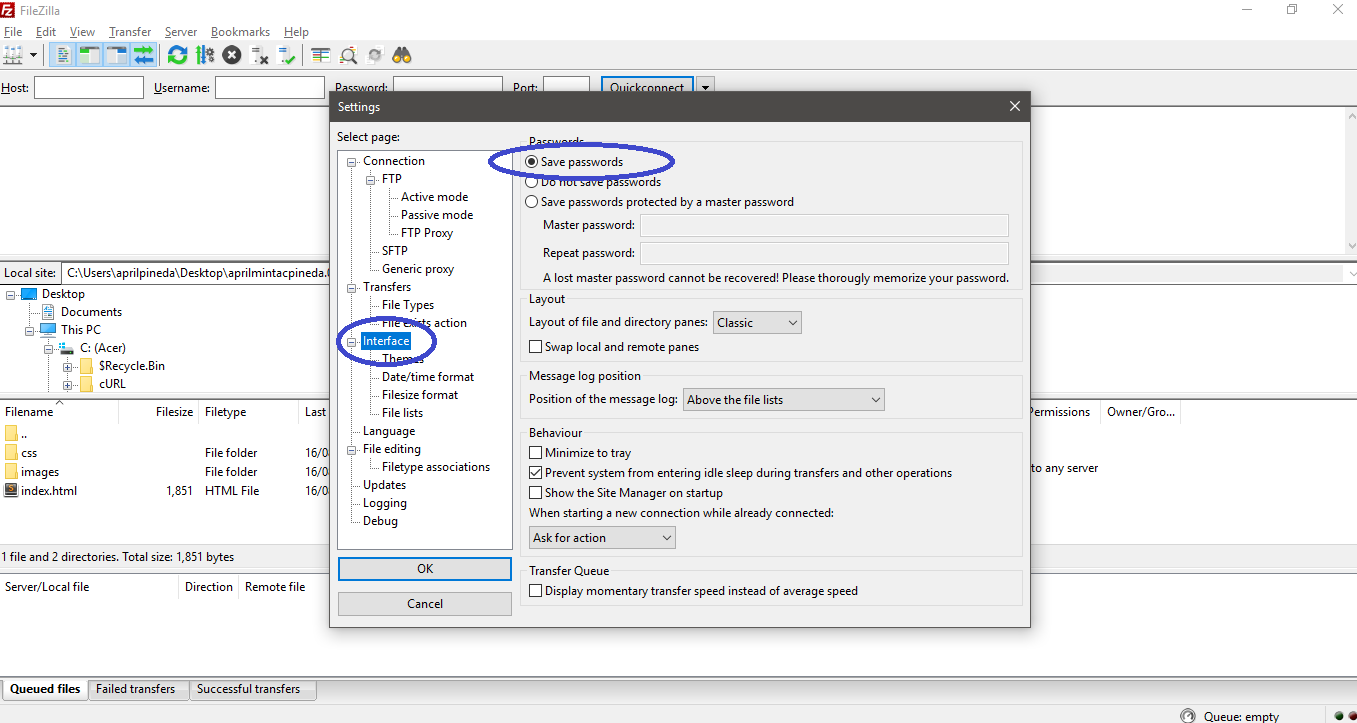 FileZilla
File Edit View Transfer Server Bookmarks Help
Host: Username: Password: Port: Quickconnect
Settings
Select page:
Connection
FTP
Active mode
Passive mode
FTP Proxy
SFTP
Generic proxy
Transfers
File Types
File exists action
Interface
Themes
Date/time format
Filesize format
File lists
Language
File editing
Filetype associations
Updates
Logging
Debug
OK
Cancel
Passwords
Save passwords
Do not save passwords
Save passwords protected by a master password
Master password:
Repeat password:
A lost master password cannot be recovered! Please thorougly memorize your password.
Layout
Layout of file and directory panes: Classic
Swap local and remote panes
Message log position
Position of the message log: Above the file lists
Behaviour
Minimize to tray
Prevent system from entering idle sleep during transfers and other operations
Show the Site Manager on startup
When starting a new connection while already connected:
Ask for action
Transfer Queue
Display momentary transfer speed instead of average speed
Local site: C:\Users\aprilpineda\Desktop\aprilmintacpineda.
Desktop
Documents
This PC
C: (Acer)
$Recycle.Bin
cURL
Filename Filesize Filetype Last
..
css File folder 16/0
images File folder 16/0
index.html 1,851 HTML File 16/0
1 file and 2 directories. Total size: 1,851 bytes
Permissions Owner/Gro...
to any server
Server/Local file Direction Remote file
Queued files Failed transfers Successful transfers
Queue: empty